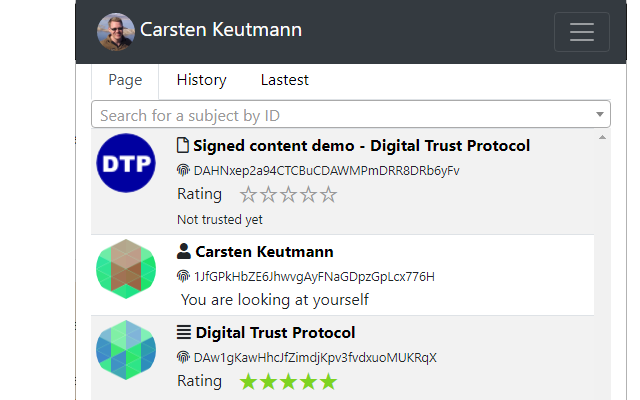 Carsten Keutmann
Page History Lastest
Search for a subject by ID
DTP
Signed content demo - Digital Trust Protocol
DAHNxep2a94CTCBuCDAWMPmDRR8DRb6yFv
Rating
Not trusted yet
Carsten Keutmann
1JfGPkHbZE6JhwvgAyFNaGDpzGpLcx776H
You are looking at yourself
Digital Trust Protocol
DAw1gKawHhcJfZimdjKpv3fvdxuoMUKRqX
Rating